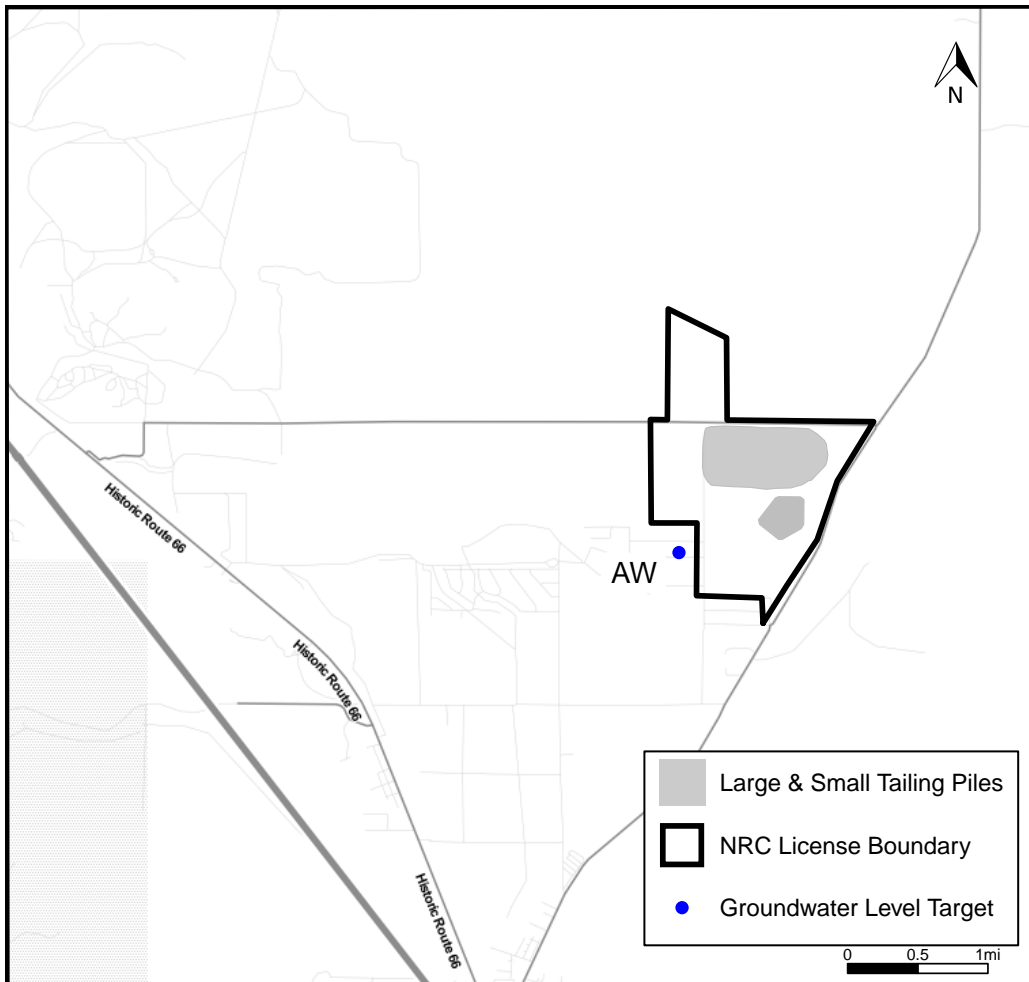 N
Historic Route 66
AW
Historic Route 66
Large & Small Tailing Piles
NRC License Boundary
Historic Route 66
Groundwater Level Target
0 0.5 1mi